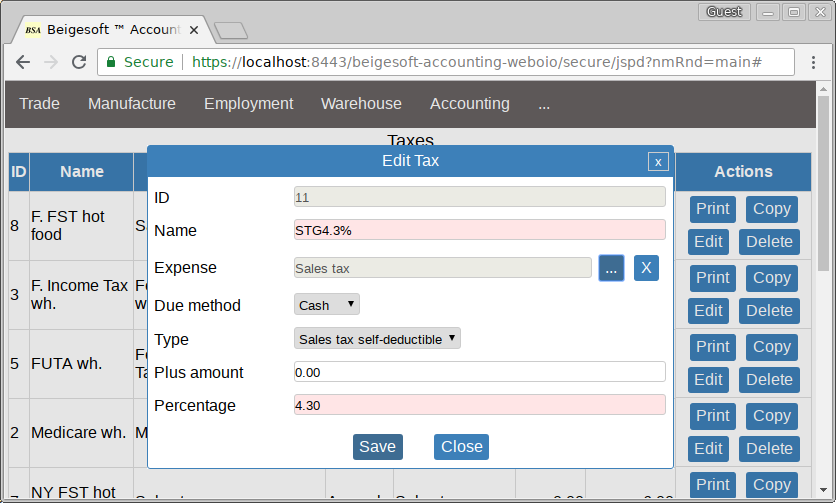 Guest
BSA Beigesoft ™ Account
Secure https://localhost:8443/beigesoft-accounting-weboio/secure/jspd?nmRnd=main#
Trade Manufacture Employment Warehouse Accounting ...
Taxes
Edit Tax x
ID 11
Name STG4.3%
Expense Sales tax ... X
Due method Cash
Type Sales tax self-deductible
Plus amount 0.00
Percentage 4.30
Save Close
ID Name Actions
8 F. FST hot food Print Copy
Edit Delete
3 F. Income Tax wh. Print Copy
Edit Delete
5 FUTA wh. Print Copy
Edit Delete
2 Medicare wh. Print Copy
Edit Delete
NY FST hot Print Copy